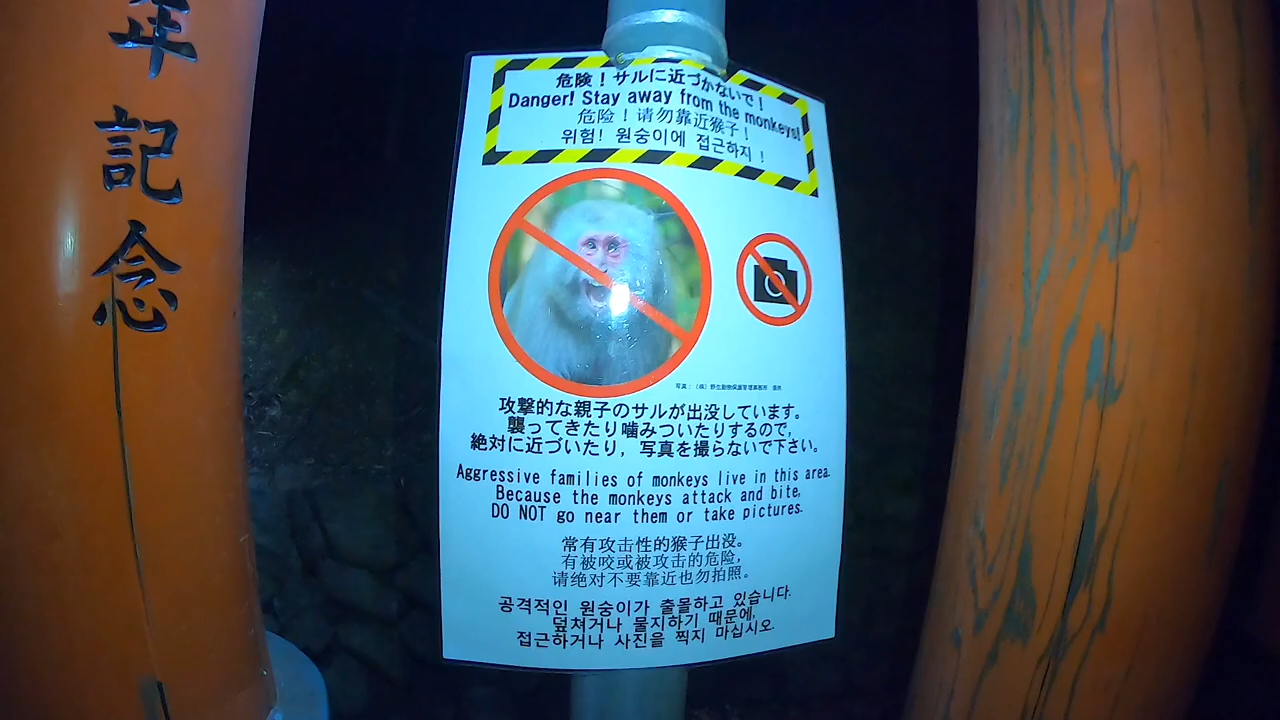 年
記
念
危険！サルに近づかないで！
Danger! Stay away from the monkeys!
危险！请勿靠近猴子！
위험! 원숭이에 접근하지 !
写真：（株）野生動物保護管理事務所 提供
攻撃的な親子のサルが出没しています。
襲ってきたり噛みついたりするので，
絶対に近づいたり，写真を撮らないで下さい。
Aggressive families of monkeys live in this area.
Because the monkeys attack and bite,
DO NOT go near them or take pictures.
常有攻击性的猴子出没。
有被咬或被攻击的危险，
请绝对不要靠近也勿拍照。
공격적인 원숭이가 출몰하고 있습니다.
덮쳐거나 물지하기 때문에,
접근하거나 사진을 찍지 마십시오.